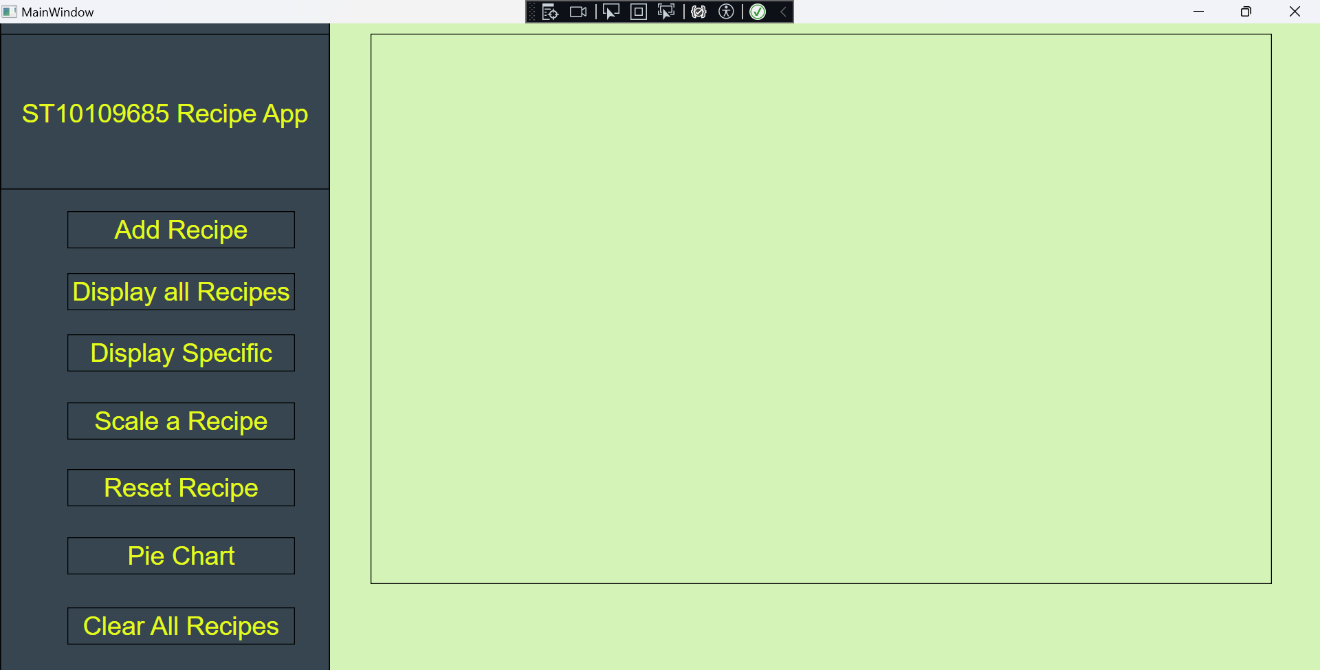 MainWindow
ST10109685 Recipe App
Add Recipe
Display all Recipes
Display Specific
Scale a Recipe
Reset Recipe
Pie Chart
Clear All Recipes